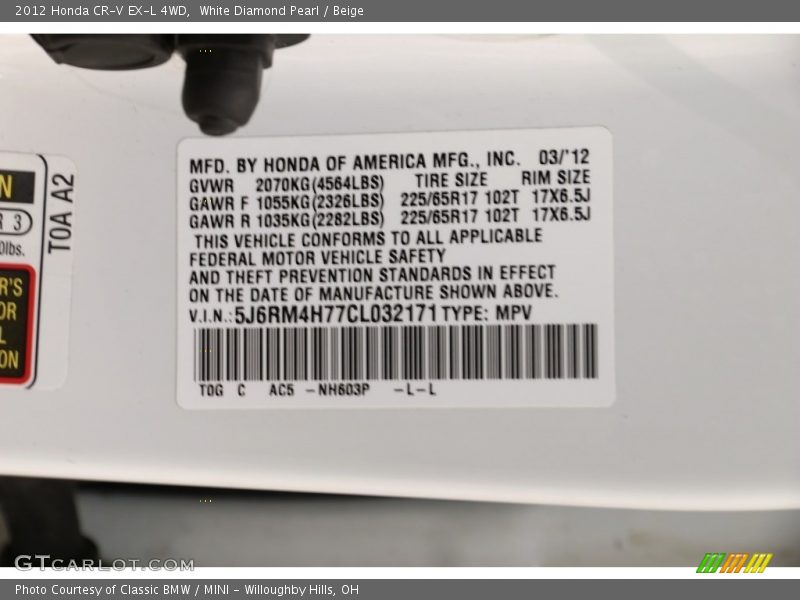 2012 Honda CR-V EX-L 4WD, White Diamond Pearl / Beige
N
R 3
0lbs.
R'S
OR
L
ON
T0A A2
MFD. BY HONDA OF AMERICA MFG., INC. 03/'12
GVWR 2070KG(4564LBS) TIRE SIZE RIM SIZE
GAWR F 1055KG(2326LBS) 225/65R17 102T 17X6.5J
GAWR R 1035KG(2282LBS) 225/65R17 102T 17X6.5J
THIS VEHICLE CONFORMS TO ALL APPLICABLE
FEDERAL MOTOR VEHICLE SAFETY
AND THEFT PREVENTION STANDARDS IN EFFECT
ON THE DATE OF MANUFACTURE SHOWN ABOVE.
V.I.N.:5J6RM4H77CL032171 TYPE: MPV
T0G C AC5 -NH603P -L-L
GTCARLOT.COM
Photo Courtesy of Classic BMW / MINI - Willoughby Hills, OH